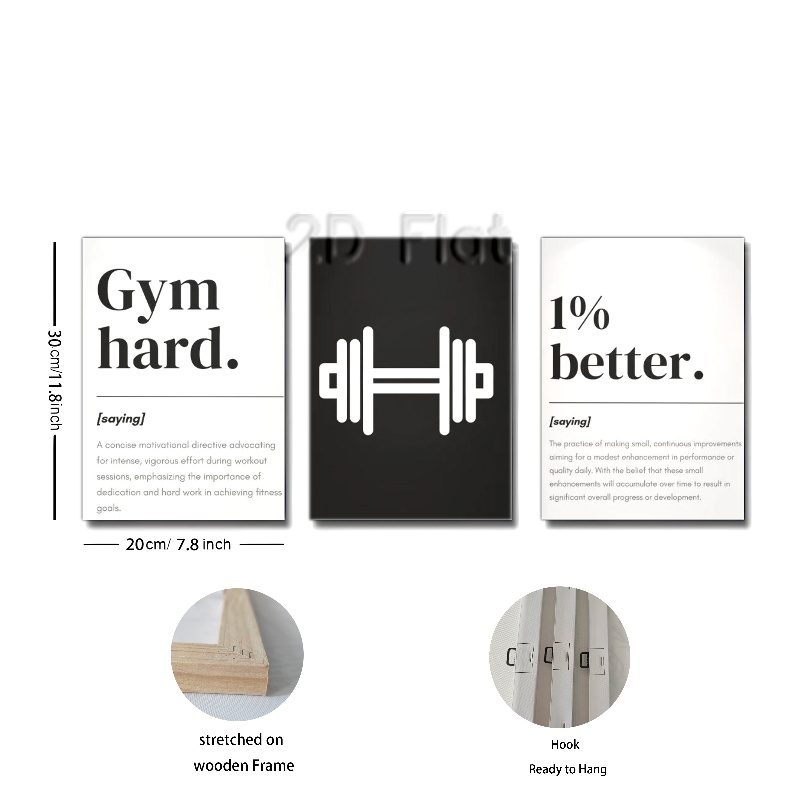 2D Flat
Gym
hard.
[saying]
A concise motivational directive advocating
for intense, vigorous effort during workout
sessions, emphasizing the importance of
dedication and hard work in achieving fitness
goals.
1%
better.
[saying]
The practice of making small, continuous improvements
aiming for a modest enhancement in performance or
quality daily. With the belief that these small
enhancements will accumulate over time to result in
significant overall progress or development.
30cm/11.8inch
20cm/ 7.8 inch
stretched on
wooden Frame
Hook
Ready to Hang